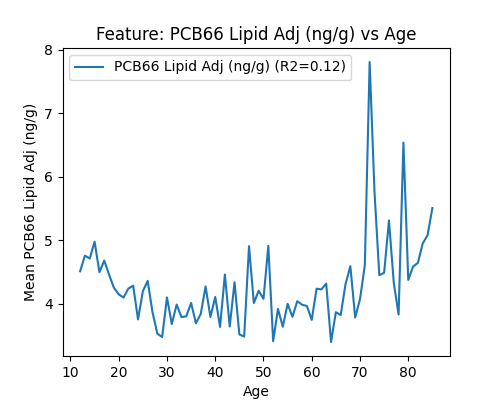 Feature: PCB66 Lipid Adj (ng/g) vs Age
PCB66 Lipid Adj (ng/g) (R2=0.12)
Mean PCB66 Lipid Adj (ng/g)
8
7
6
5
4
10 20 30 40 50 60 70 80
Age